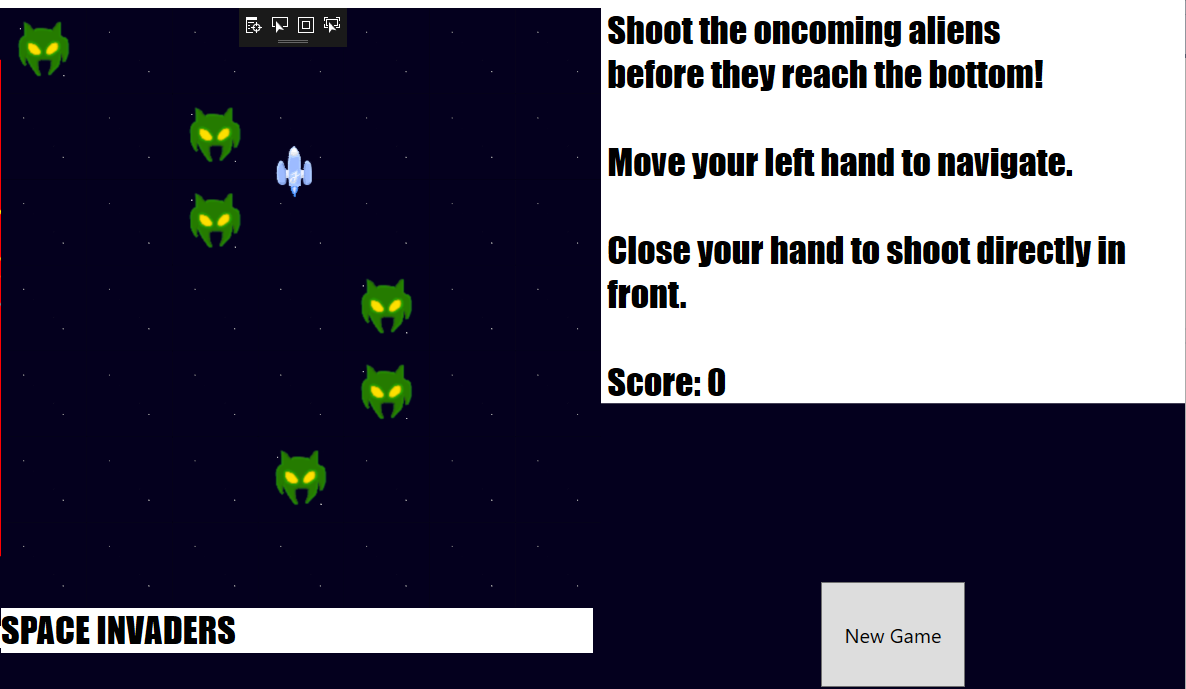 Shoot the oncoming aliens
before they reach the bottom!
Move your left hand to navigate.
Close your hand to shoot directly in
front.
Score: 0
SPACE INVADERS
New Game